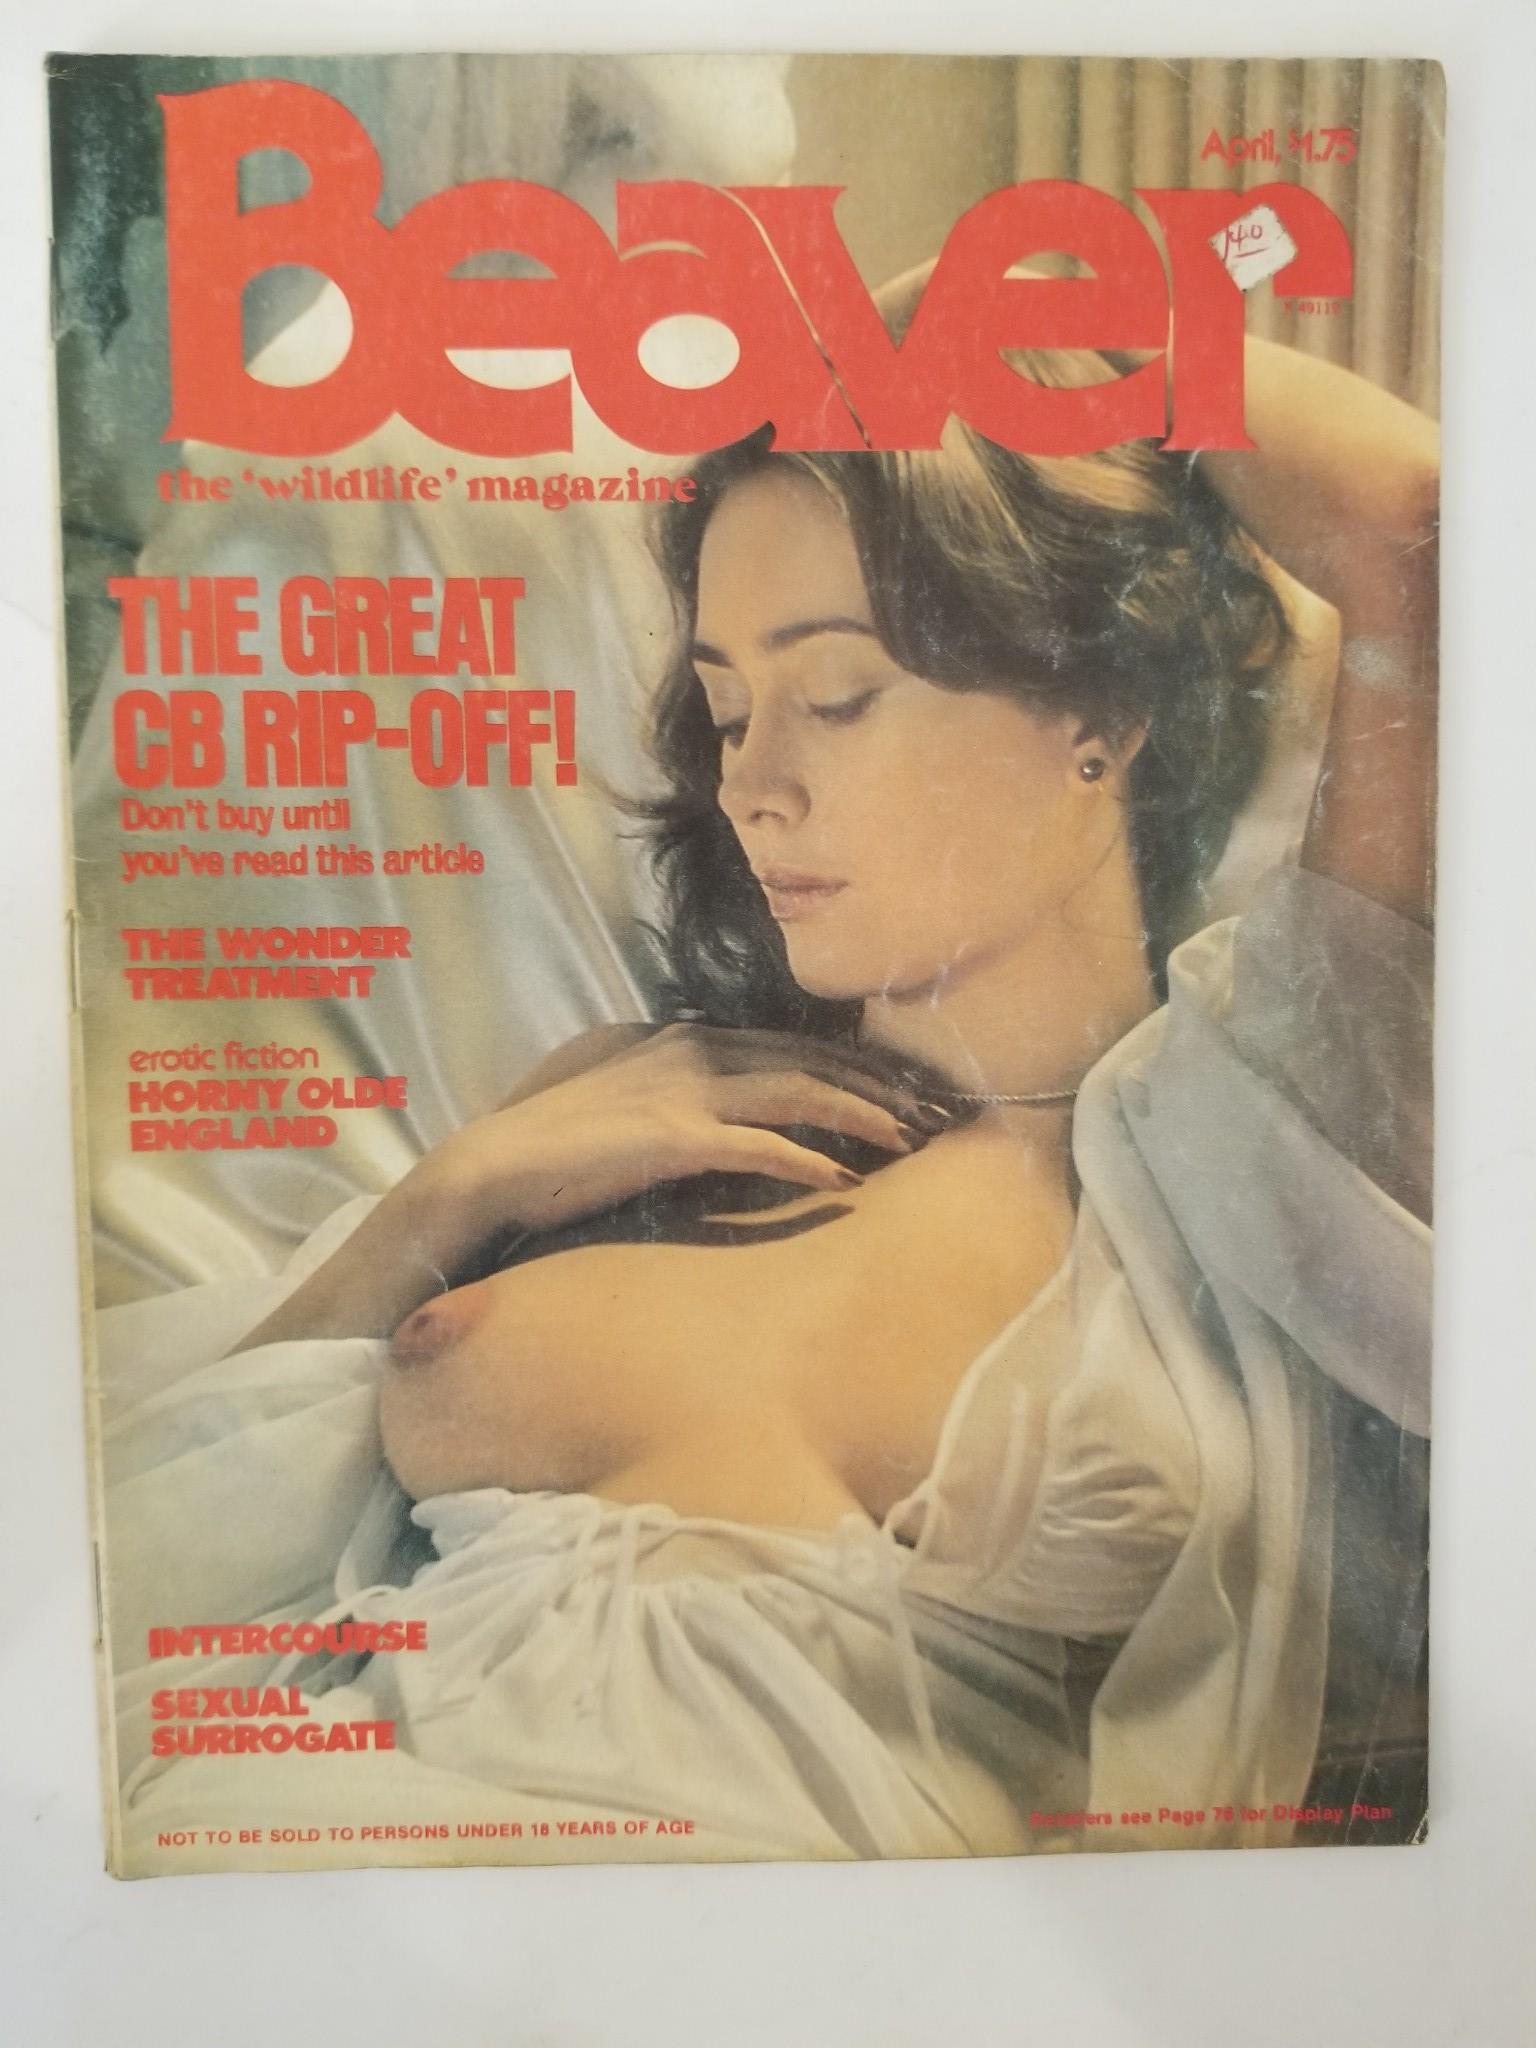 Beaver
April, $1.75
the 'wildlife' magazine
THE GREAT
CB RIP-OFF!
Don't buy until
you've read this article
THE WONDER
TREATMENT
erotic fiction
HORNY OLDE
ENGLAND
INTERCOURSE
SEXUAL
SURROGATE
NOT TO BE SOLD TO PERSONS UNDER 18 YEARS OF AGE
Retailers see Page 76 for Display Plan